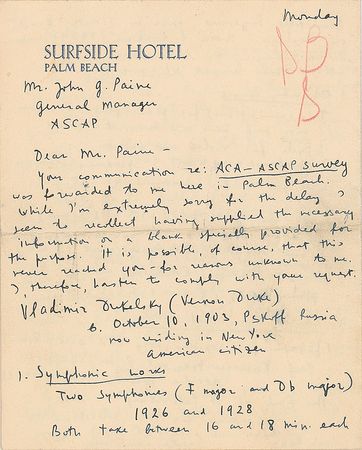 Monday
SURFSIDE HOTEL
PALM BEACH
Mr. John G. Paine
General Manager
ASCAP
Dear Mr. Paine –
Your communication re: ACA – ASCAP survey
was forwarded to me here in Palm Beach.
While I'm extremely sorry for the delay I
seem to recollect having supplied the necessary
information on a blank specially provided for
the purpose. It is possible, of course, that this
never reached you – for reasons unknown to me.
I, therefore, hasten to comply with your request.
Vladimir Dukelsky (Vernon Duke)
b. October 10, 1903, Pskoff Russia
now residing in New York
American citizen
1. Symphonic works
Two Symphonies (F major and Db major)
1926 and 1928
Both take between 16 and 18 min. each